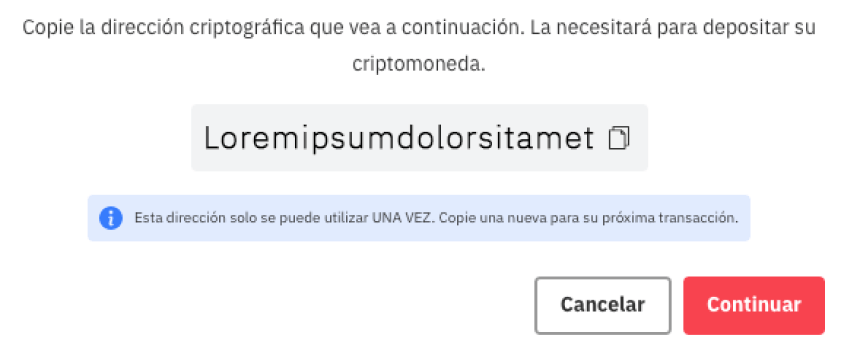 Copie la dirección criptográfica que vea a continuación. La necesitará para depositar su
criptomoneda.
Loremipsumdolorsitamet
Esta dirección solo se puede utilizar UNA VEZ. Copie una nueva para su próxima transacción.
Cancelar
Continuar